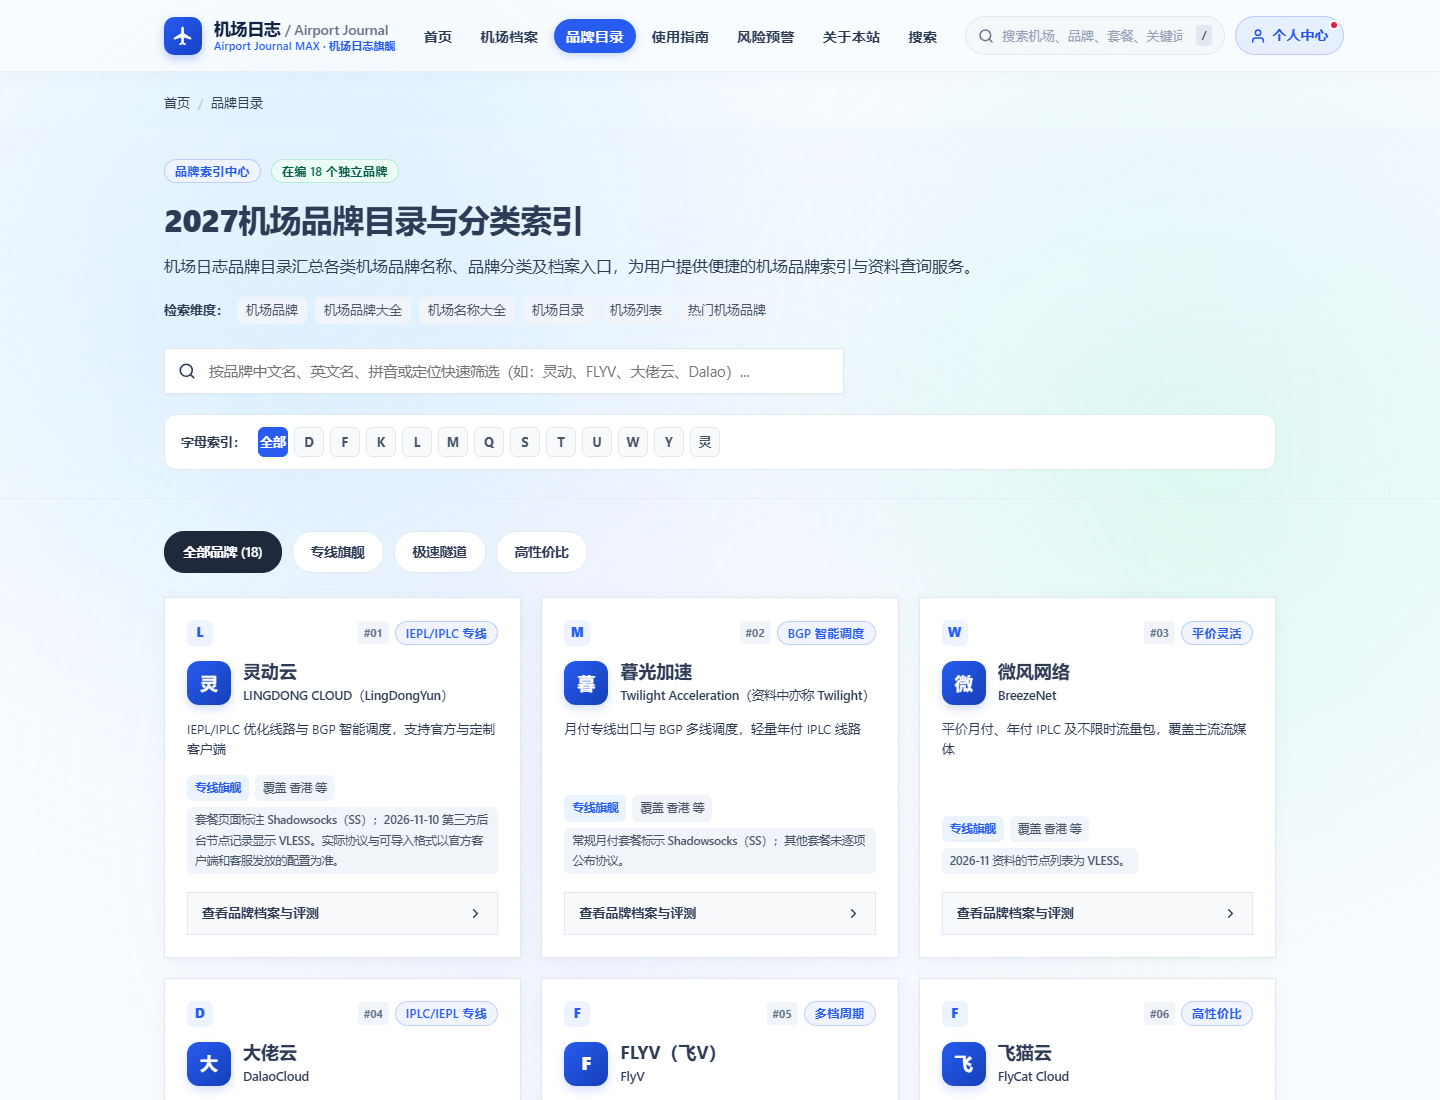 机场日志 / Airport Journal
Airport Journal MAX · 机场日志旗舰
首页
机场档案
品牌目录
使用指南
风险预警
关于本站
搜索
搜索机场、品牌、套餐、关键词
/
个人中心
首页 / 品牌目录
品牌索引中心
在编 18 个独立品牌
2027机场品牌目录与分类索引
机场日志品牌目录汇总各类机场品牌名称、品牌分类及档案入口，为用户提供便捷的机场品牌索引与资料查询服务。
检索维度：
机场品牌
机场品牌大全
机场名称大全
机场目录
机场列表
热门机场品牌
按品牌中文名、英文名、拼音或定位快速筛选（如：灵动、FLYV、大佬云、Dalao）...
字母索引：
全部 D F K L M Q S T U W Y 灵
全部品牌 (18)
专线旗舰
极速隧道
高性价比
L
#01
IEPL/IPLC 专线
灵
灵动云
LINGDONG CLOUD（LingDongYun）
IEPL/IPLC 优化线路与 BGP 智能调度，支持官方与定制
客户端
专线旗舰
覆盖 香港 等
套餐页面标注 Shadowsocks（SS）；2026-11-10 第三方后
台节点记录显示 VLESS。实际协议与可导入格式以官方客
户端和客服发放的配置为准。
查看品牌档案与评测
M
#02
BGP 智能调度
暮
暮光加速
Twilight Acceleration（资料中亦称 Twilight）
月付专线出口与 BGP 多线调度，轻量年付 IPLC 线路
专线旗舰
覆盖 香港 等
常规月付套餐标示 Shadowsocks（SS）；其他套餐未逐项
公布协议。
查看品牌档案与评测
W
#03
平价灵活
微
微风网络
BreezeNet
平价月付、年付 IPLC 及不限时流量包，覆盖主流流媒
体
专线旗舰
覆盖 香港 等
2026-11 资料的节点列表为 VLESS。
查看品牌档案与评测
D
#04
IPLC/IEPL 专线
大
大佬云
DalaoCloud
F
#05
多档周期
F
FLYV（飞V）
FlyV
F
#06
高性价比
飞
飞猫云
FlyCat Cloud